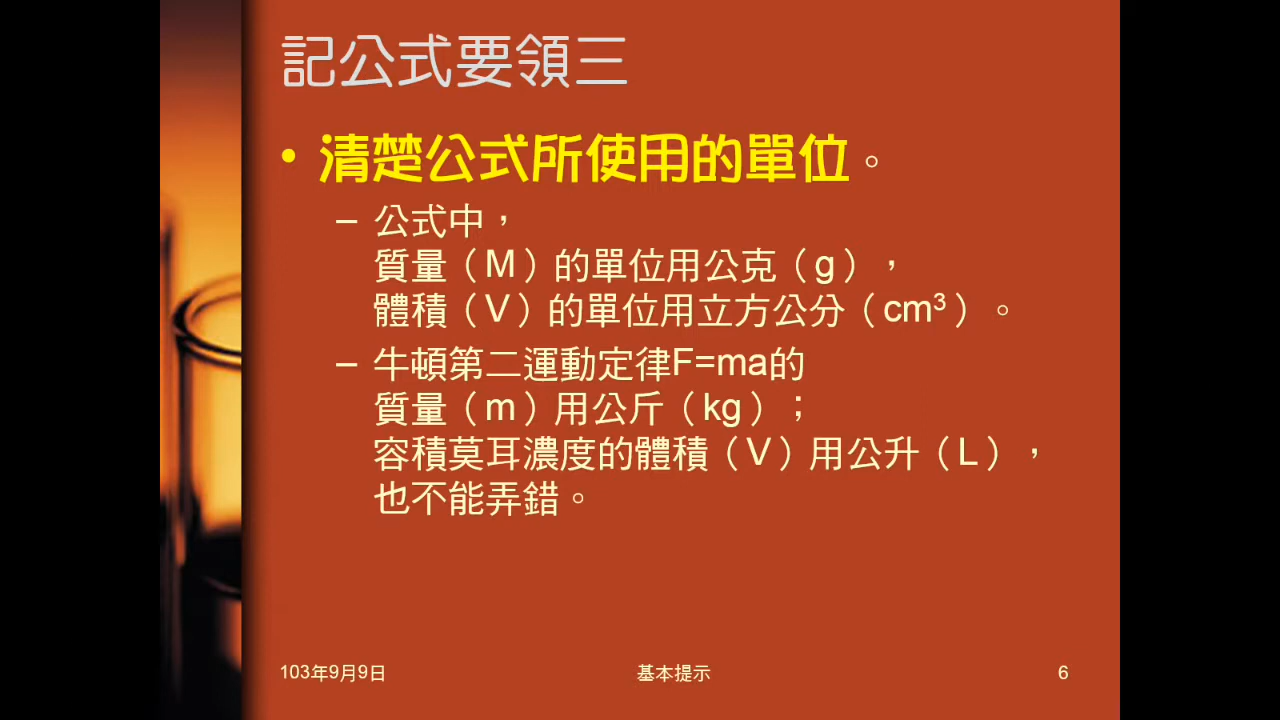 記公式要領三
• 清楚公式所使用的單位。
– 公式中，
質量（M）的單位用公克（g），
體積（V）的單位用立方公分（cm³）。
– 牛頓第二運動定律F=ma的
質量（m）用公斤（kg）；
容積莫耳濃度的體積（V）用公升（L），
也不能弄錯。
103年9月9日
基本提示
6